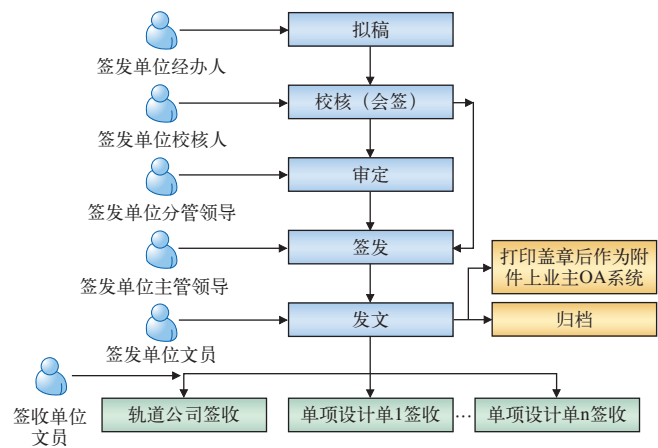 拟稿
签发单位经办人
校核（会签）
签发单位校核人
审定
签发单位分管领导
签发
打印盖章后作为附
件上业主OA系统
签发单位主管领导
发文
归档
签发单位文员
签收单位
文员
轨道公司签收
单项设计单1签收
…
单项设计单n签收